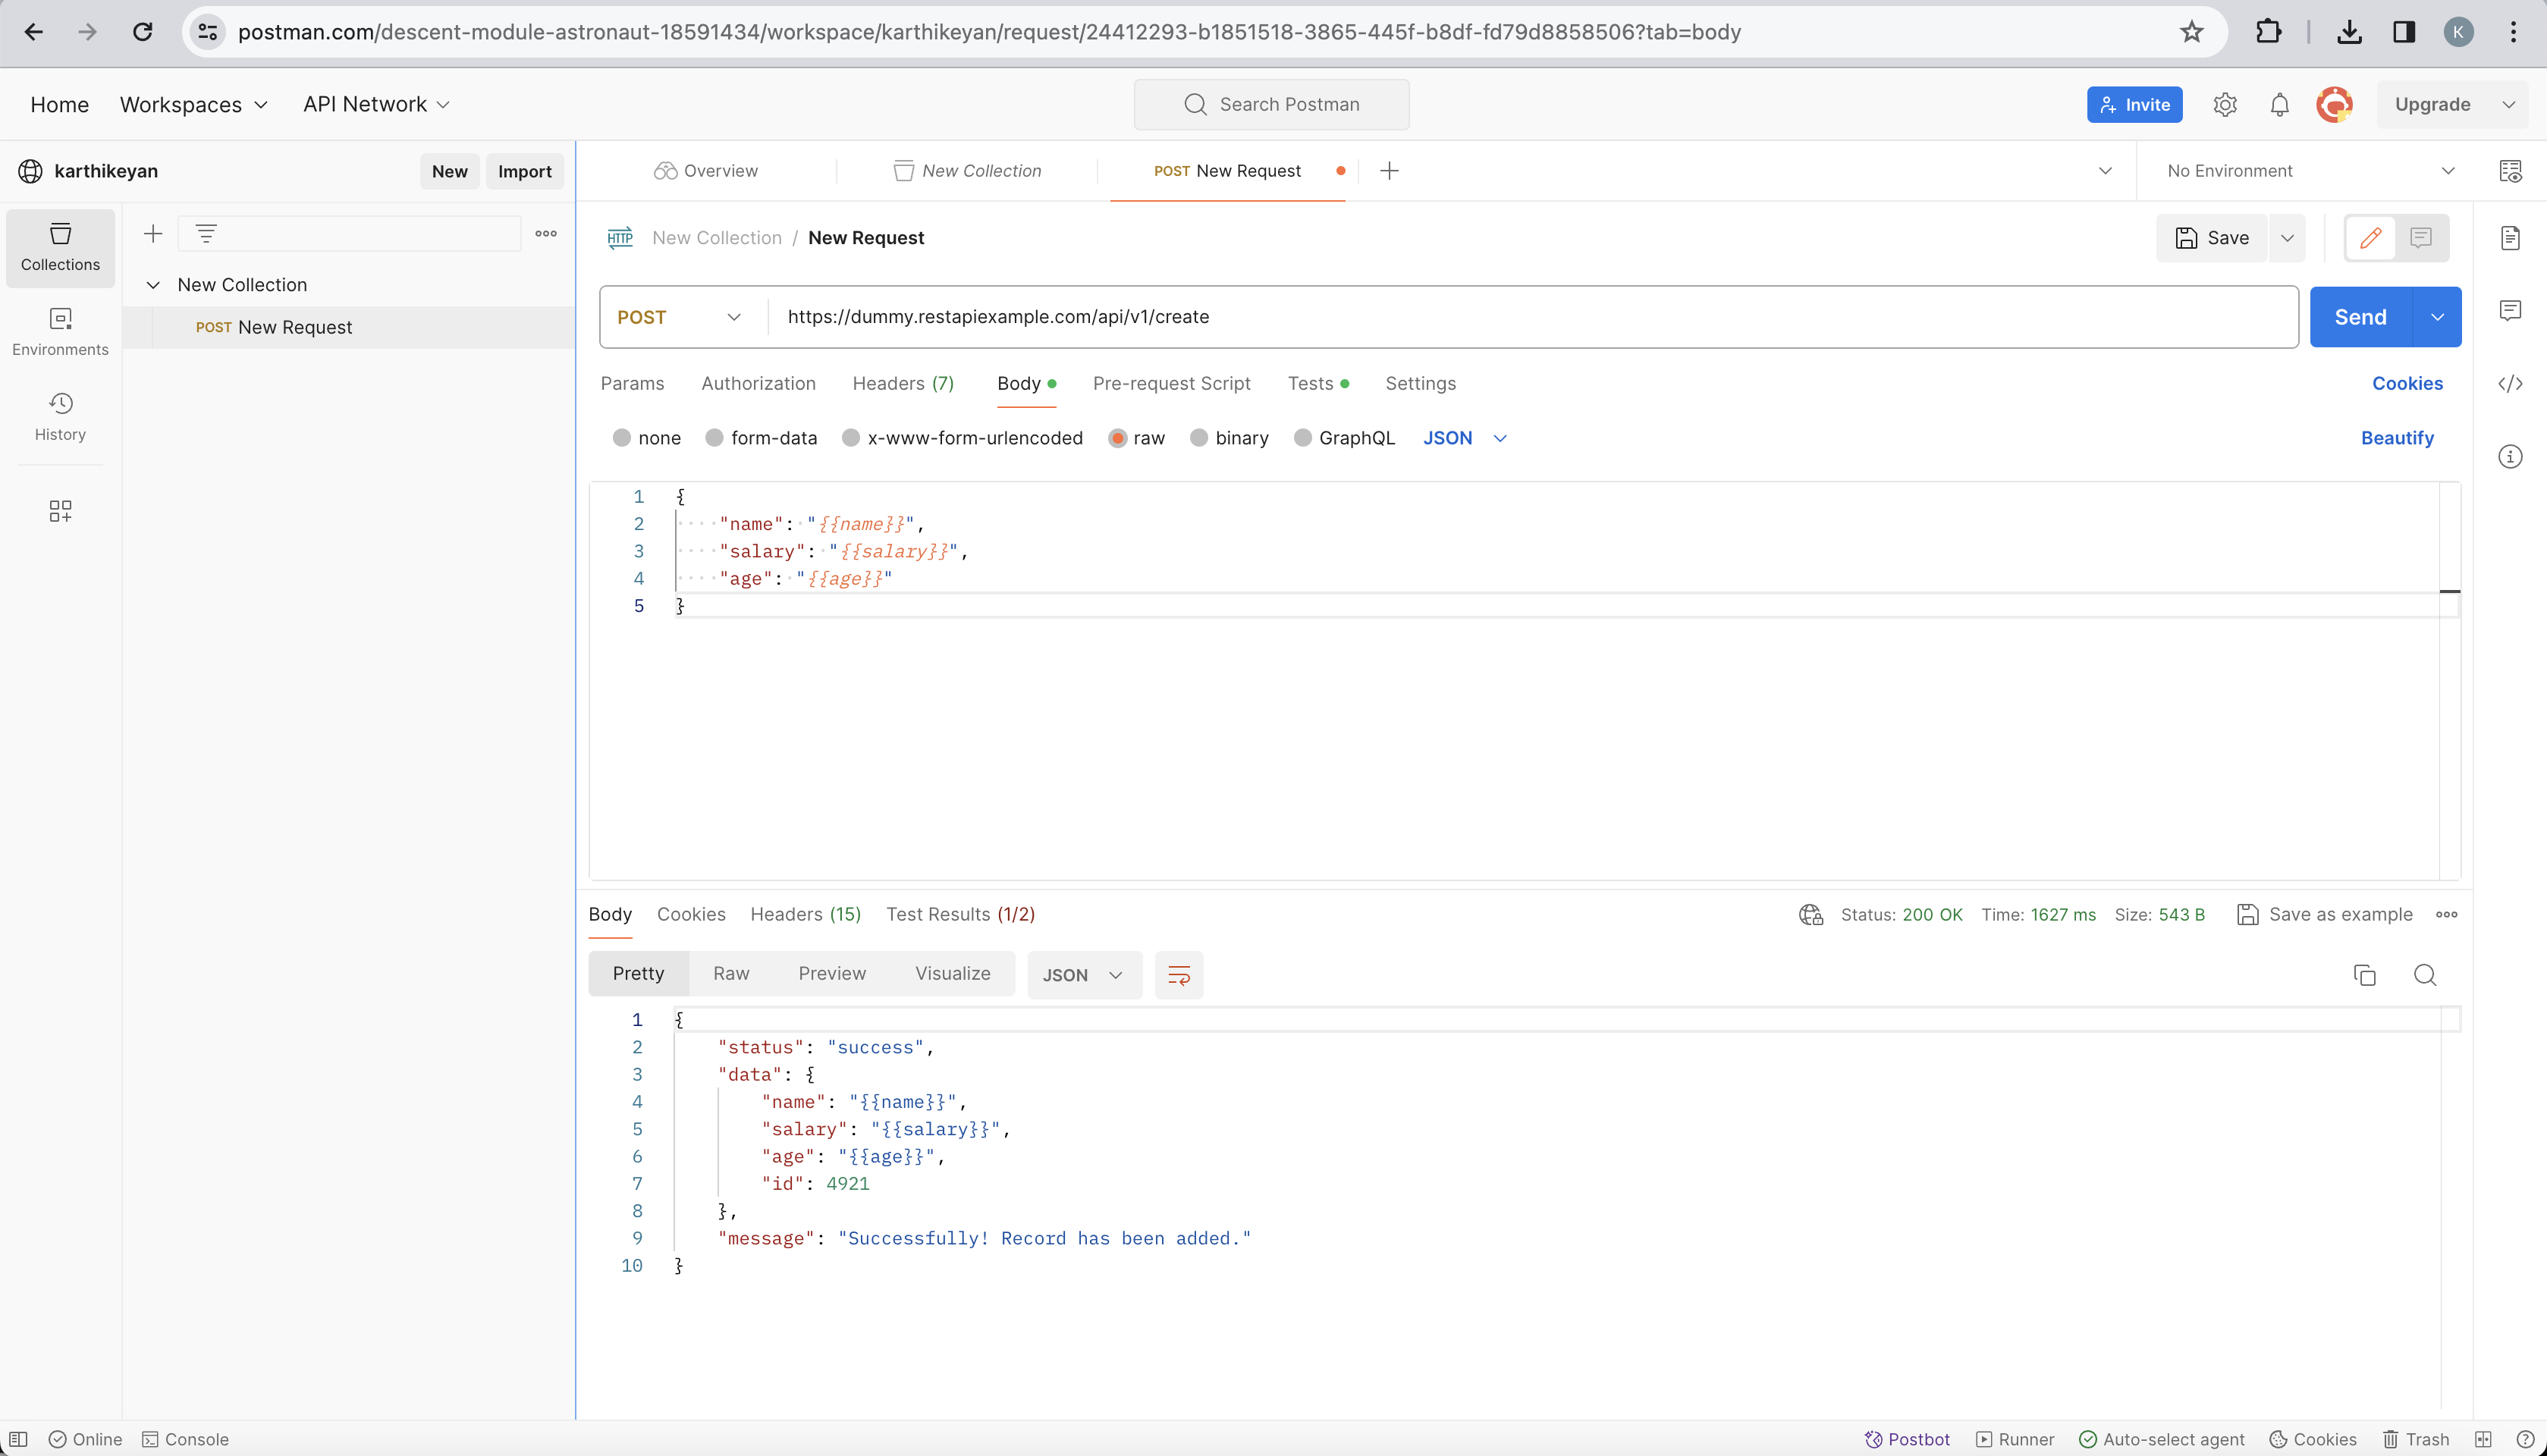 postman.com/descent-module-astronaut-18591434/workspace/karthikeyan/request/24412293-b1851518-3865-445f-b8df-fd79d8858506?tab=body
K
Home Workspaces API Network Search Postman Invite Upgrade
karthikeyan New Import Overview New Collection POST New Request No Environment
Collections
Environments
History
New Collection
POST New Request
HTTP New Collection / New Request Save
POST https://dummy.restapiexample.com/api/v1/create Send
Params Authorization Headers (7) Body Pre-request Script Tests Settings Cookies
none form-data x-www-form-urlencoded raw binary GraphQL JSON Beautify
1 {
2 "name": "{{name}}",
3 "salary": "{{salary}}",
4 "age": "{{age}}"
5 }
Body Cookies Headers (15) Test Results (1/2) Status: 200 OK Time: 1627 ms Size: 543 B Save as example
Pretty Raw Preview Visualize JSON
1 {
2 "status": "success",
3 "data": {
4 "name": "{{name}}",
5 "salary": "{{salary}}",
6 "age": "{{age}}",
7 "id": 4921
8 },
9 "message": "Successfully! Record has been added."
10 }
Online Console Postbot Runner Auto-select agent Cookies Trash